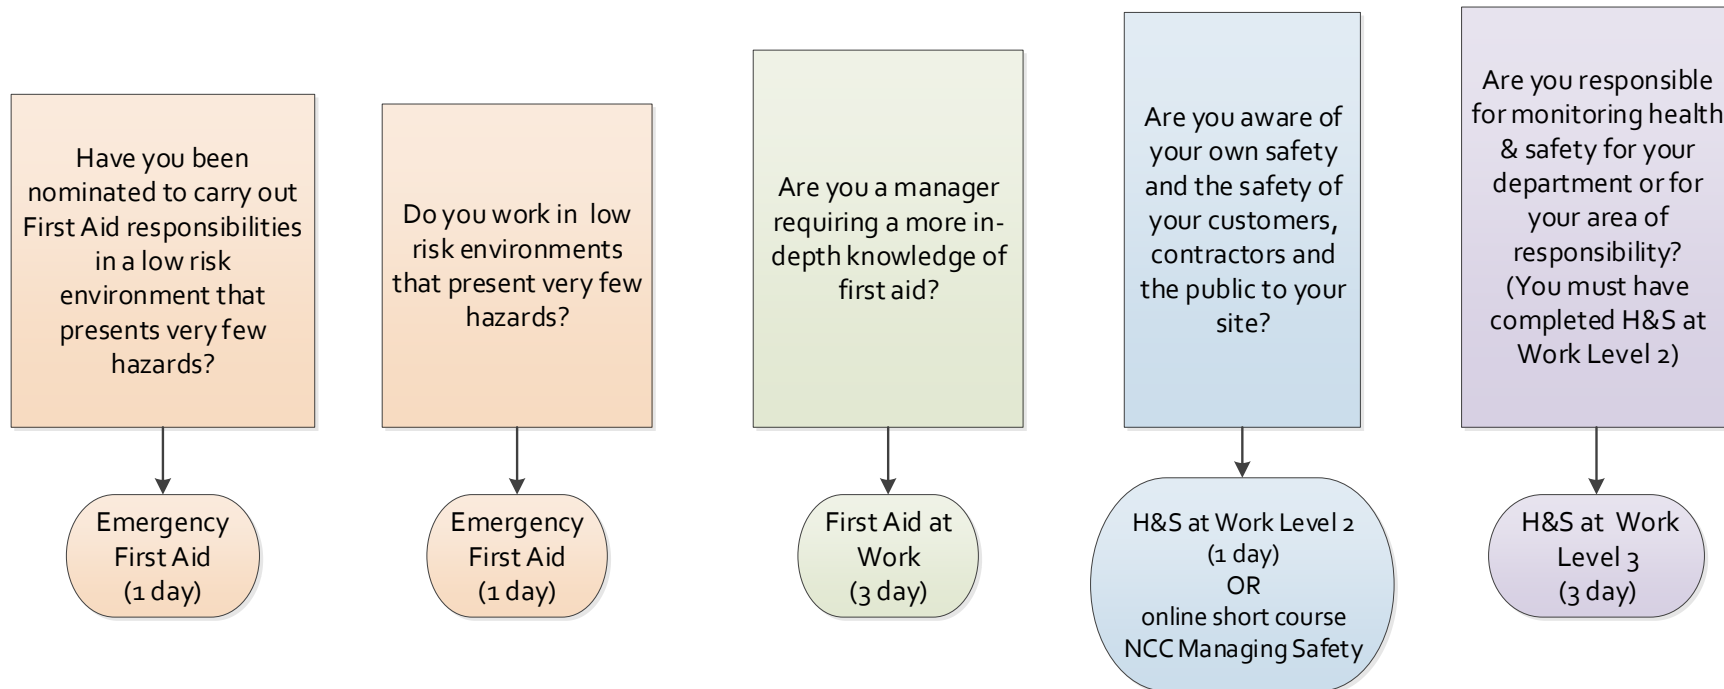 Have you been
nominated to carry out
First Aid responsibilities
in a low risk
environment that
presents very few
hazards?
Emergency
First Aid
(1 day)
Do you work in low
risk environments
that present very few
hazards?
Emergency
First Aid
(1 day)
Are you a manager
requiring a more in-
depth knowledge of
first aid?
First Aid at
Work
(3 day)
Are you aware of
your own safety
and the safety of
your customers,
contractors and
the public to your
site?
H&S at Work Level 2
(1 day)
OR
online short course
NCC Managing Safety
Are you responsible
for monitoring health
& safety for your
department or for
your area of
responsibility?
(You must have
completed H&S at
Work Level 2)
H&S at Work
Level 3
(3 day)